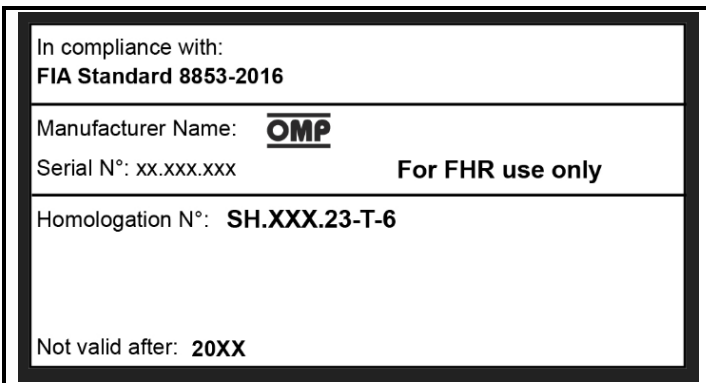 In compliance with:
FIA Standard 8853-2016
Manufacturer Name: OMP
Serial N°: xx.xxx.xxx For FHR use only
Homologation N°: SH.XXX.23-T-6
Not valid after: 20XX